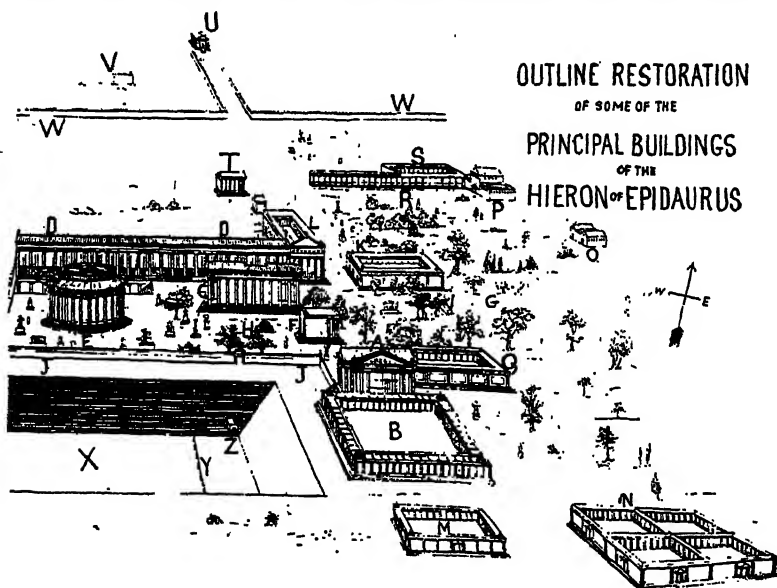 OUTLINE RESTORATION
OF SOME OF THE
PRINCIPAL BUILDINGS
OF THE
HIERON OF EPIDAURUS
U
V
W
W
T
S
R
P
D
D
L
Q
W E
C
G
H
F
E
A
J
J
G
B
X
Y
Z
M
N